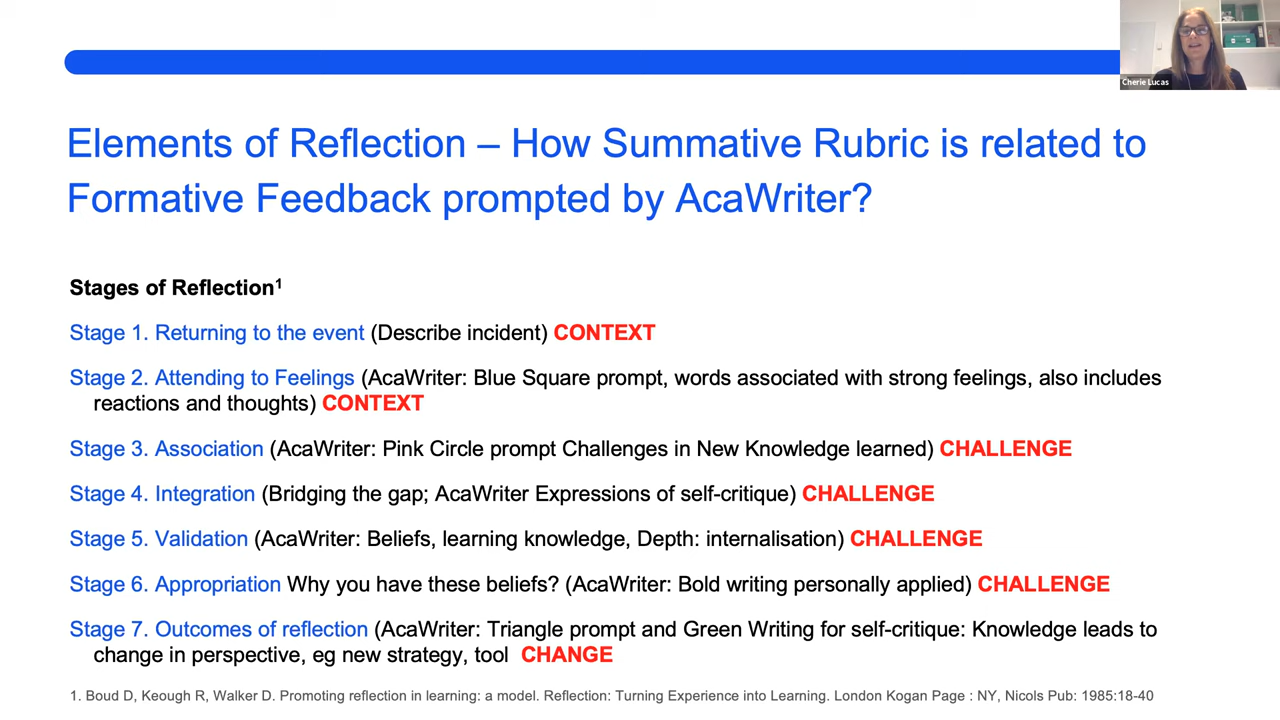 Cherie Lucas
Elements of Reflection – How Summative Rubric is related to
Formative Feedback prompted by AcaWriter?
Stages of Reflection¹
Stage 1. Returning to the event (Describe incident) CONTEXT
Stage 2. Attending to Feelings (AcaWriter: Blue Square prompt, words associated with strong feelings, also includes
reactions and thoughts) CONTEXT
Stage 3. Association (AcaWriter: Pink Circle prompt Challenges in New Knowledge learned) CHALLENGE
Stage 4. Integration (Bridging the gap; AcaWriter Expressions of self-critique) CHALLENGE
Stage 5. Validation (AcaWriter: Beliefs, learning knowledge, Depth: internalisation) CHALLENGE
Stage 6. Appropriation Why you have these beliefs? (AcaWriter: Bold writing personally applied) CHALLENGE
Stage 7. Outcomes of reflection (AcaWriter: Triangle prompt and Green Writing for self-critique: Knowledge leads to
change in perspective, eg new strategy, tool CHANGE
1. Boud D, Keough R, Walker D. Promoting reflection in learning: a model. Reflection: Turning Experience into Learning. London Kogan Page : NY, Nicols Pub: 1985:18-40